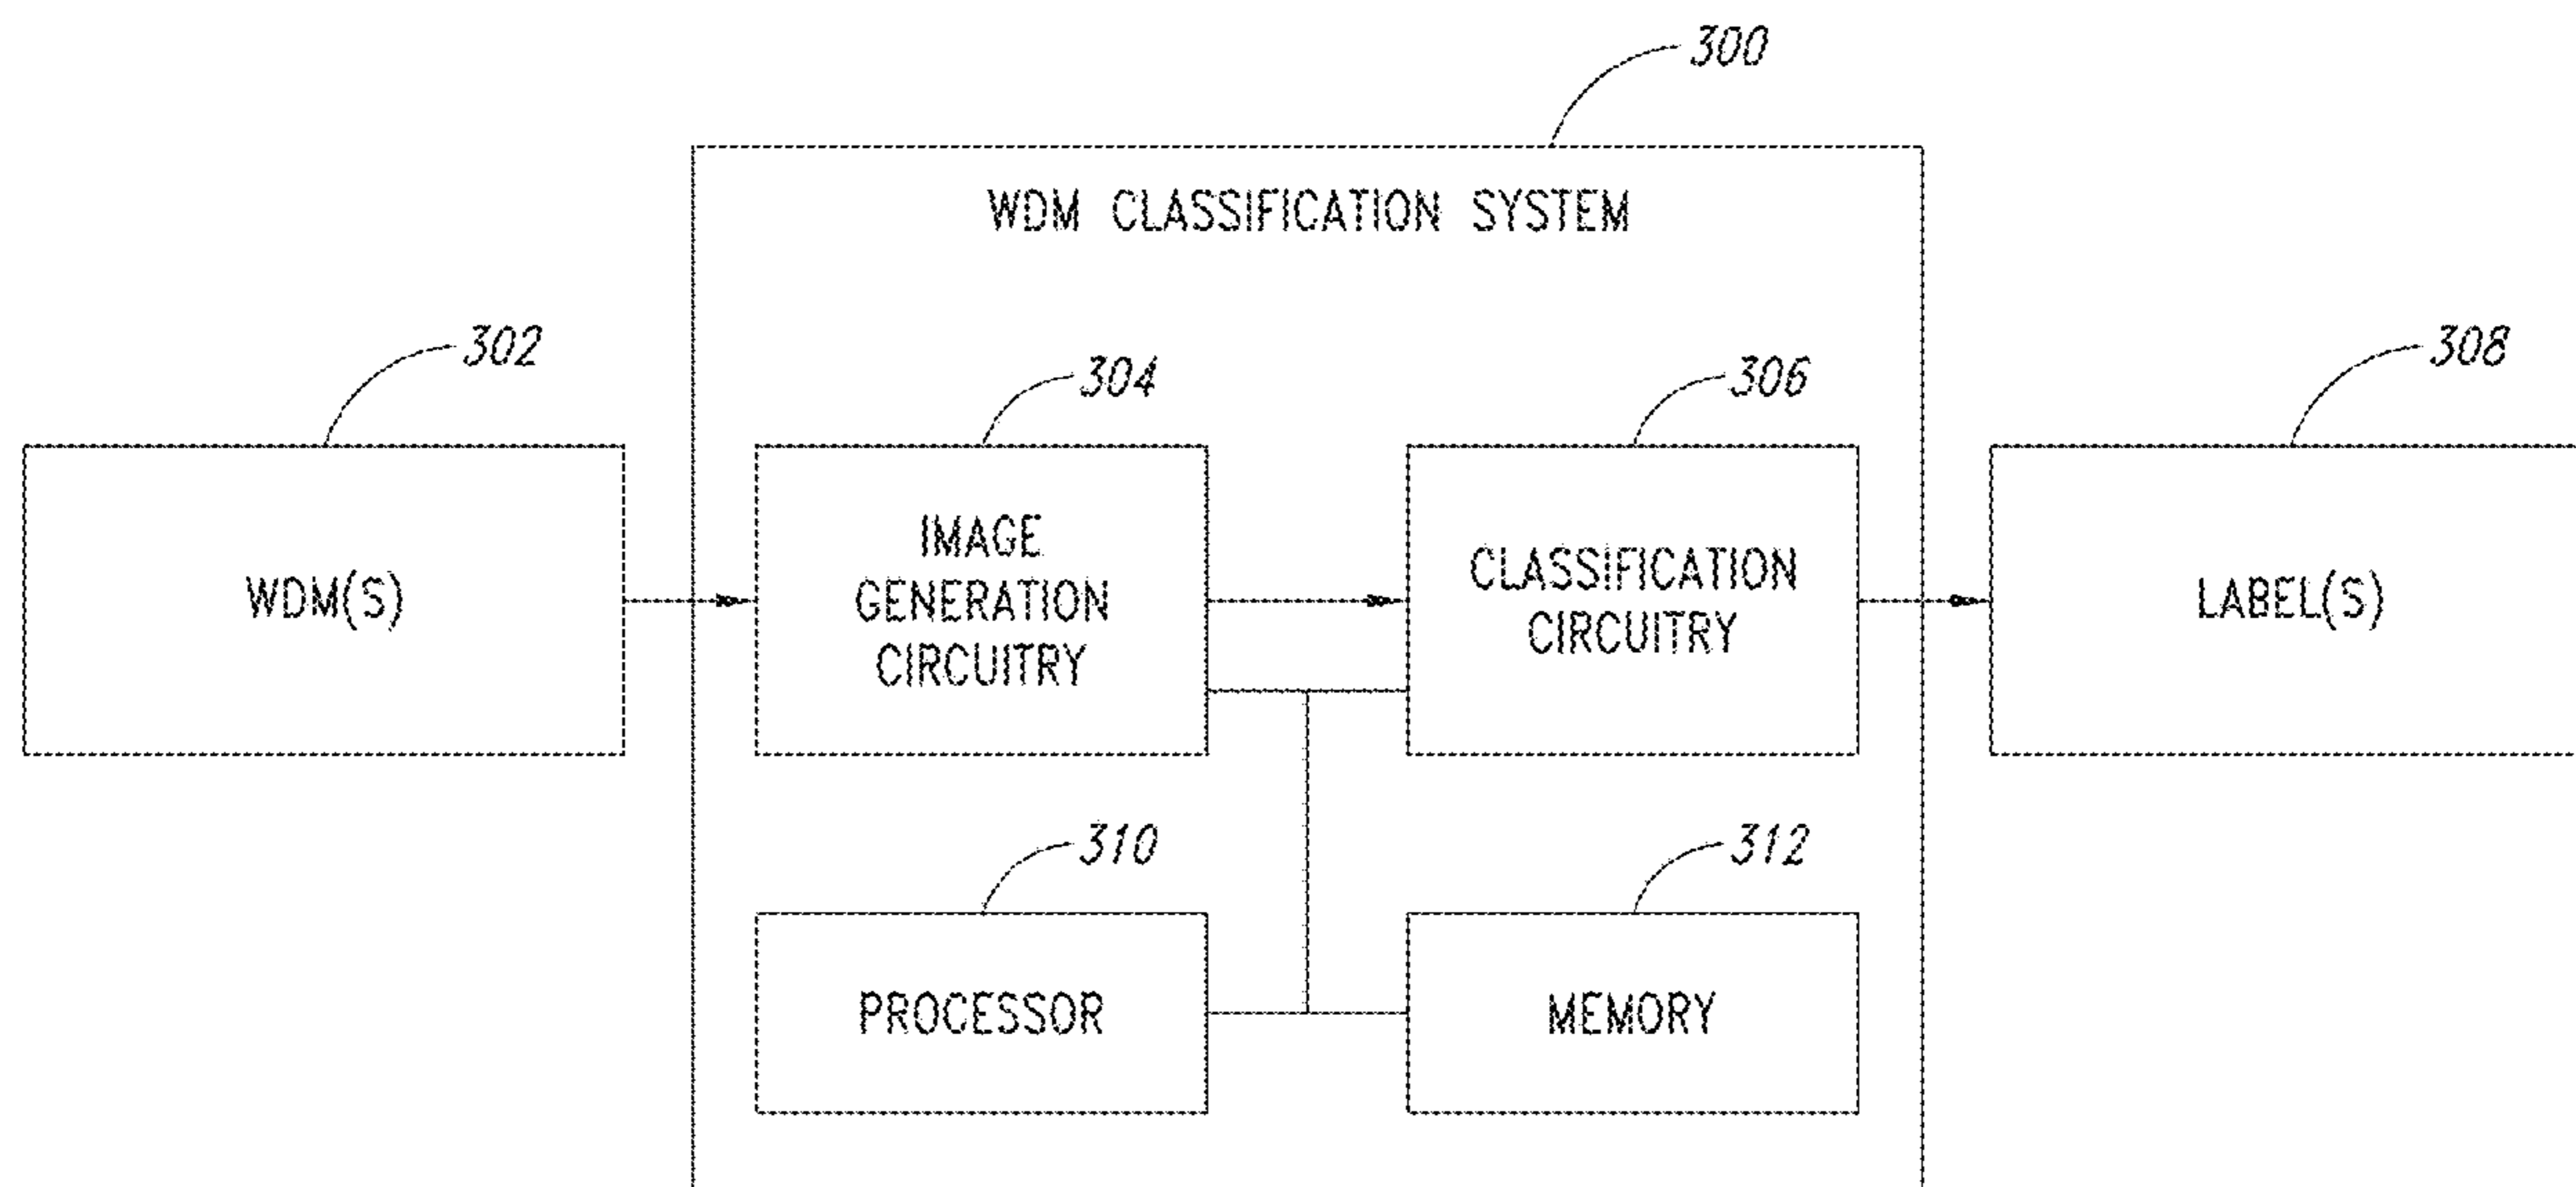 300
WDM CLASSIFICATION SYSTEM
302
304
306
308
WDM(S)
IMAGE
GENERATION
CIRCUITRY
CLASSIFICATION
CIRCUITRY
LABEL(S)
310
312
PROCESSOR
MEMORY